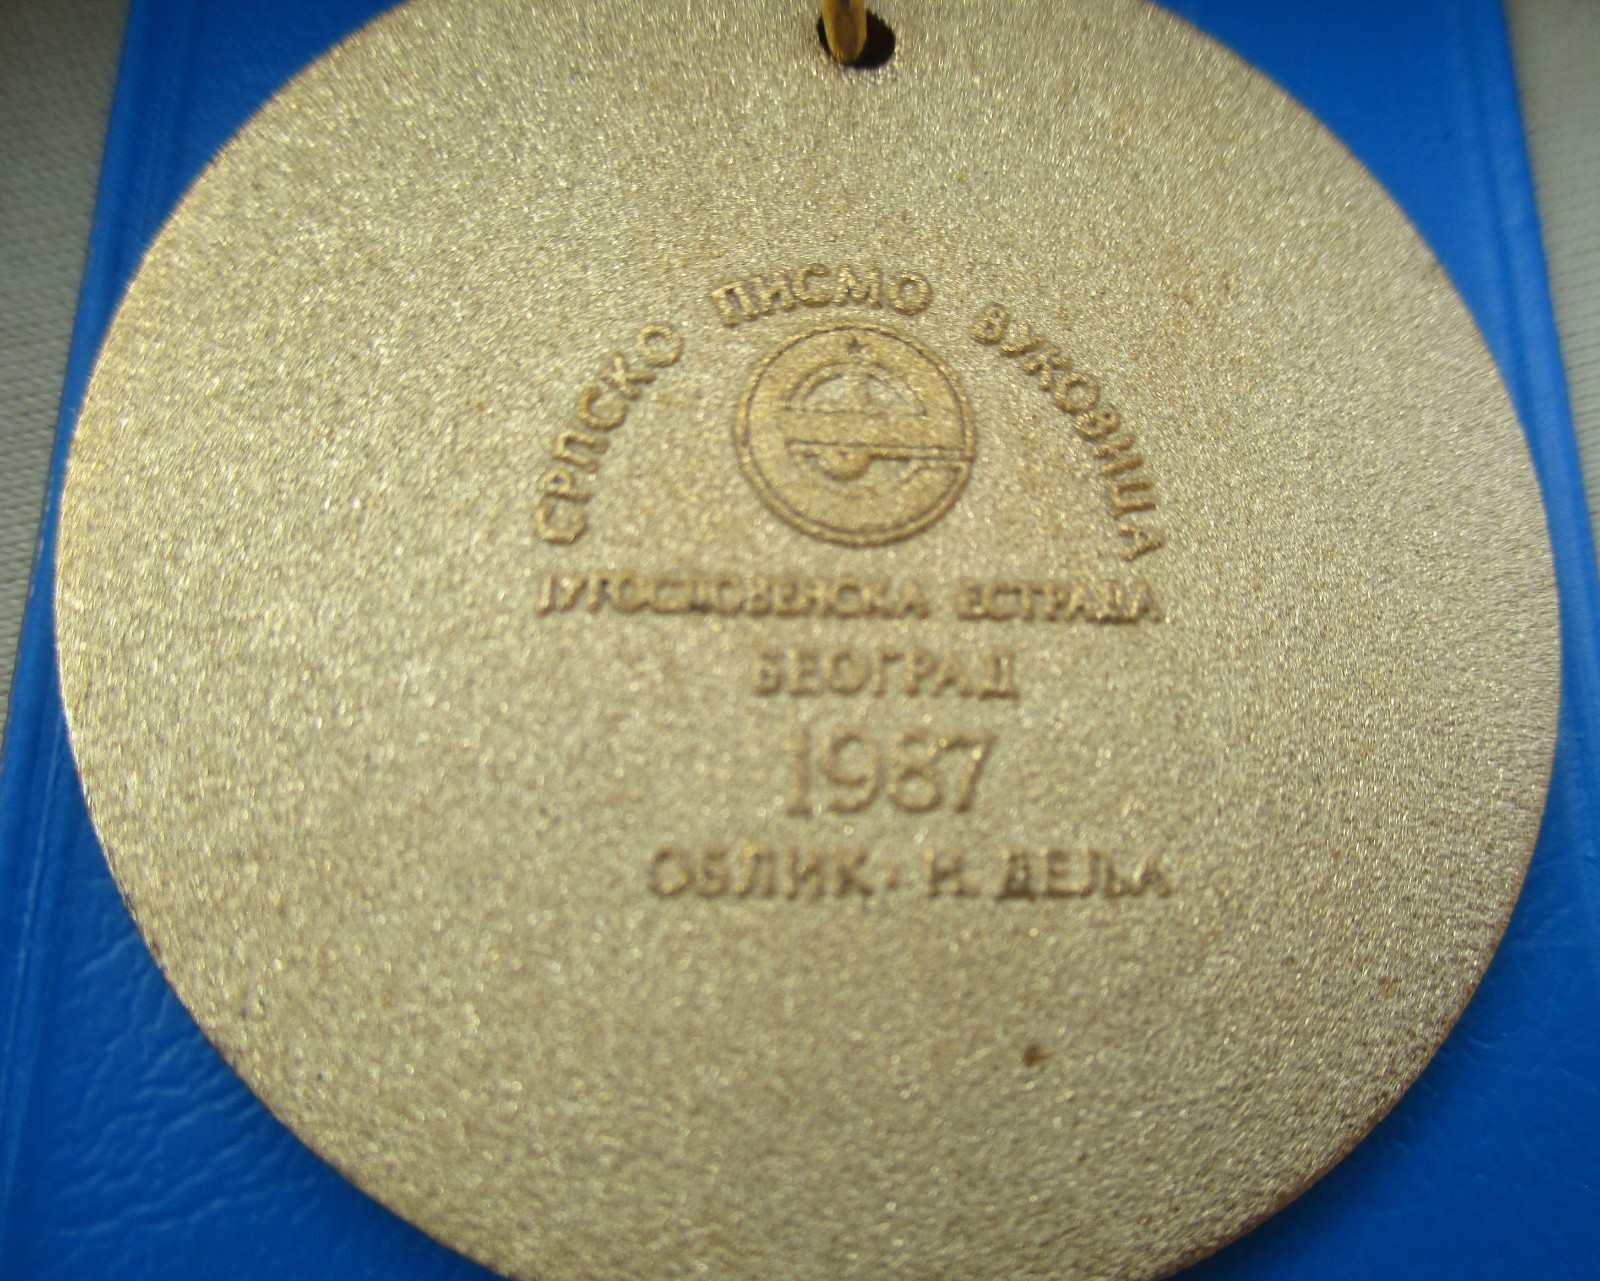 СРПСКО ПИСМО ВУКОВИЦА
ЈУГОСЛОВЕНСКА ЕСТРАДА
БЕОГРАД
1987
ОБЛИК · Н. ДЕЉА